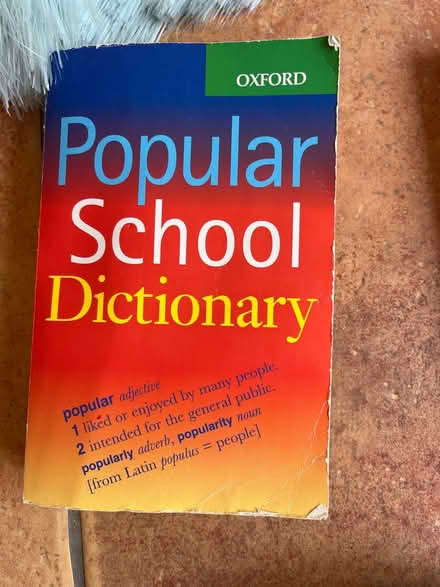 OXFORD
Popular
School
Dictionary
popular adjective
1 liked or enjoyed by many people.
2 intended for the general public.
popularly adverb, popularity noun
[from Latin populus = people]